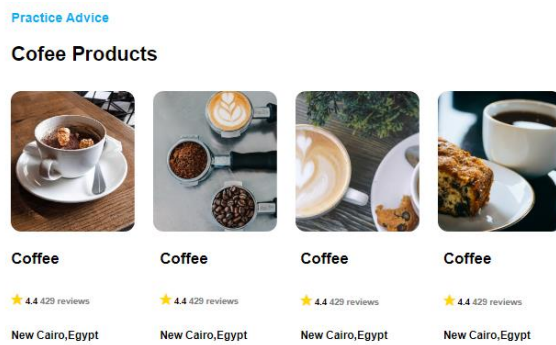 Practice Advice
Cofee Products
Coffee Coffee Coffee Coffee
4.4 429 reviews 4.4 429 reviews 4.4 429 reviews 4.4 429 reviews
New Cairo,Egypt New Cairo,Egypt New Cairo,Egypt New Cairo,Egypt